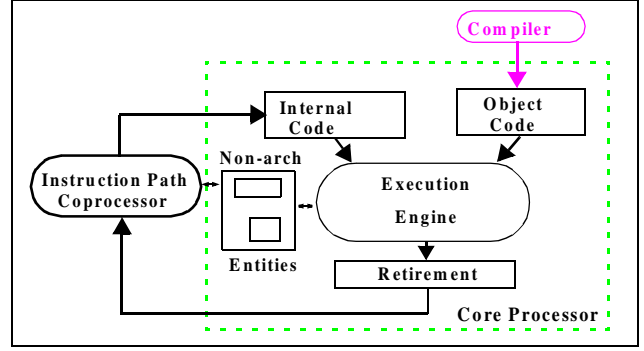 Compiler
Internal
Code
Object
Code
Non-arch
Instruction Path
Coprocessor
Execution
Engine
Entities
Retirement
Core Processor